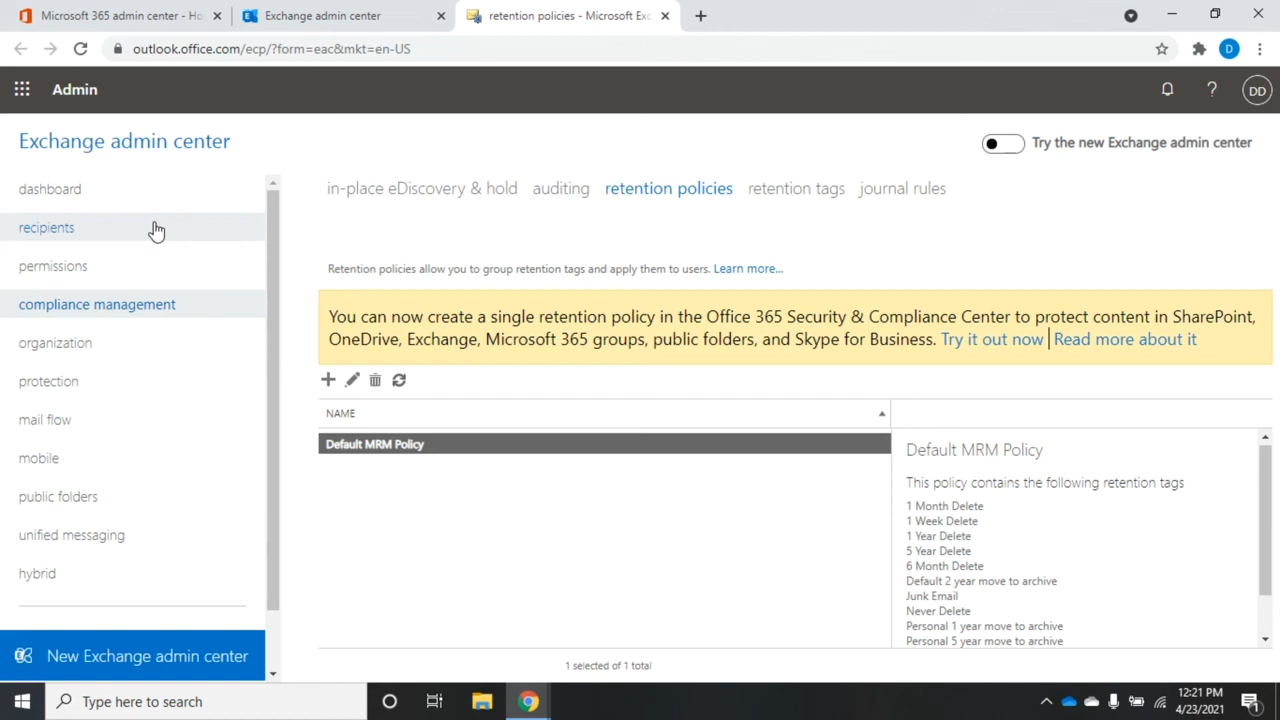 Microsoft 365 admin center - Ho
Exchange admin center
retention policies - Microsoft Exc
outlook.office.com/ecp/?form=eac&mkt=en-US
D
Admin
?
DD
Exchange admin center
Try the new Exchange admin center
dashboard
recipients
permissions
compliance management
organization
protection
mail flow
mobile
public folders
unified messaging
hybrid
New Exchange admin center
in-place eDiscovery & hold auditing retention policies retention tags journal rules
Retention policies allow you to group retention tags and apply them to users. Learn more...
You can now create a single retention policy in the Office 365 Security & Compliance Center to protect content in SharePoint,
OneDrive, Exchange, Microsoft 365 groups, public folders, and Skype for Business. Try it out now | Read more about it
NAME
Default MRM Policy
Default MRM Policy
This policy contains the following retention tags
1 Month Delete
1 Week Delete
1 Year Delete
5 Year Delete
6 Month Delete
Default 2 year move to archive
Junk Email
Never Delete
Personal 1 year move to archive
Personal 5 year move to archive
1 selected of 1 total
Type here to search
12:21 PM
4/23/2021
1